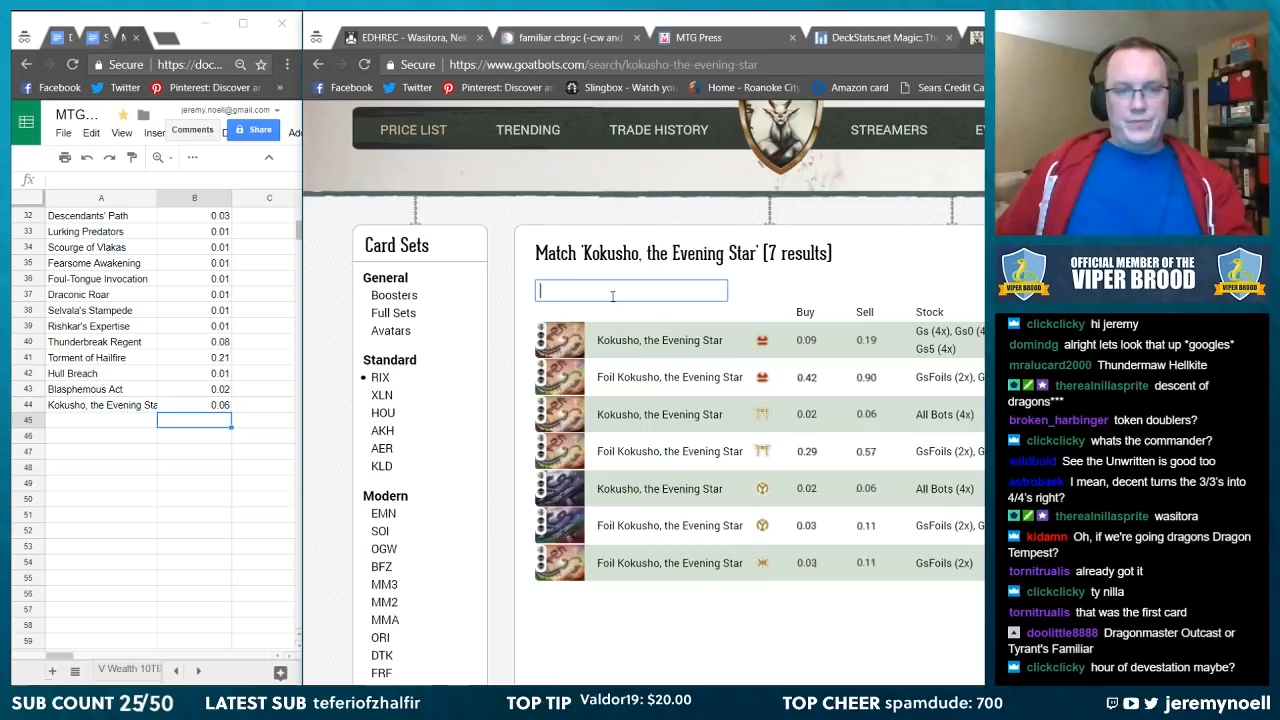 EDHREC - Wasitora, Nek
familiar c:brgc (-c:w and
MTG Press
DeckStats.net Magic: The
Secure
https://doc...
Secure
https://www.goatbots.com/search/kokusho-the-evening-star
Facebook
Twitter
Pinterest: Discover an
Facebook
Twitter
Pinterest: Discover an
Slingbox - Watch you
Home - Roanoke City
Amazon card
Sears Credit Car
MTG...
jeremy.noell@gmail.com
File
Edit
View
Inser
Comments
Share
fx
A
B
C
32 Descendants' Path 0.03
33 Lurking Predators 0.01
34 Scourge of Valkas 0.01
35 Fearsome Awakening 0.01
36 Foul-Tongue Invocation 0.01
37 Draconic Roar 0.01
38 Selvala's Stampede 0.01
39 Rishkar's Expertise 0.01
40 Thunderbreak Regent 0.08
41 Torment of Hailfire 0.21
42 Hull Breach 0.01
43 Blasphemous Act 0.02
44 Kokusho, the Evening Sta 0.06
45
46
47
48
49
50
51
52
53
54
55
56
57
58
59
V Wealth 10TI
PRICE LIST
TRENDING
TRADE HISTORY
STREAMERS
Card Sets
General
Boosters
Full Sets
Avatars
Standard
RIX
XLN
HOU
AKH
AER
KLD
Modern
EMN
SOI
OGW
BFZ
MM3
MM2
MMA
ORI
DTK
FRF
Match 'Kokusho, the Evening Star' (7 results)
Buy Sell Stock
Kokusho, the Evening Star 0.09 0.19 Gs (4x), Gs0 (4
Gs5 (4x)
Foil Kokusho, the Evening Star 0.42 0.90 GsFoils (2x), G
Kokusho, the Evening Star 0.02 0.06 All Bots (4x)
Foil Kokusho, the Evening Star 0.29 0.57 GsFoils (2x), G
Kokusho, the Evening Star 0.02 0.06 All Bots (4x)
Foil Kokusho, the Evening Star 0.03 0.11 GsFoils (2x), G
Foil Kokusho, the Evening Star 0.03 0.11 GsFoils (2x)
OFFICIAL MEMBER OF THE
VIPER BROOD
clickclicky hi jeremy
domindg alright lets look that up *googles*
mralucard2000 Thundermaw Hellkite
therealnillasprite descent of
dragons***
broken_harbinger token doublers?
clickclicky whats the commander?
wildbold See the Unwritten is good too
astrobaek I mean, decent turns the 3/3's into
4/4's right?
therealnillasprite wasitora
kidamn Oh, if we're going dragons Dragon
Tempest?
tornitrualis already got it
clickclicky ty nilla
tornitrualis that was the first card
doolittle8888 Dragonmaster Outcast or
Tyrant's Familiar
clickclicky hour of devestation maybe?
SUB COUNT 25/50
LATEST SUB teferiofzhalfir
TOP TIP Valdor19: $20.00
TOP CHEER spamdude: 700
jeremynoell